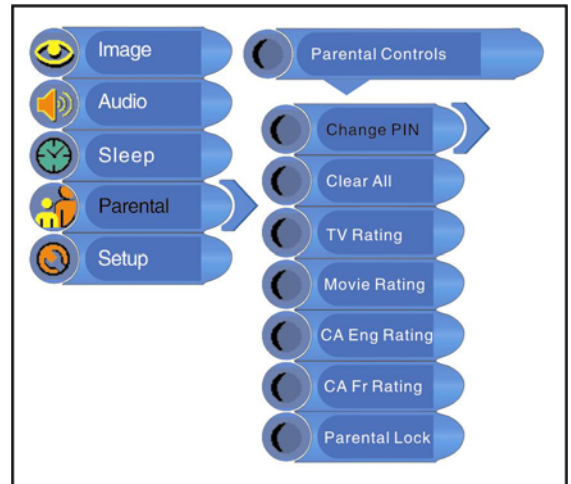 Image
Audio
Sleep
Parental
Setup
Parental Controls
Change PIN
Clear All
TV Rating
Movie Rating
CA Eng Rating
CA Fr Rating
Parental Lock